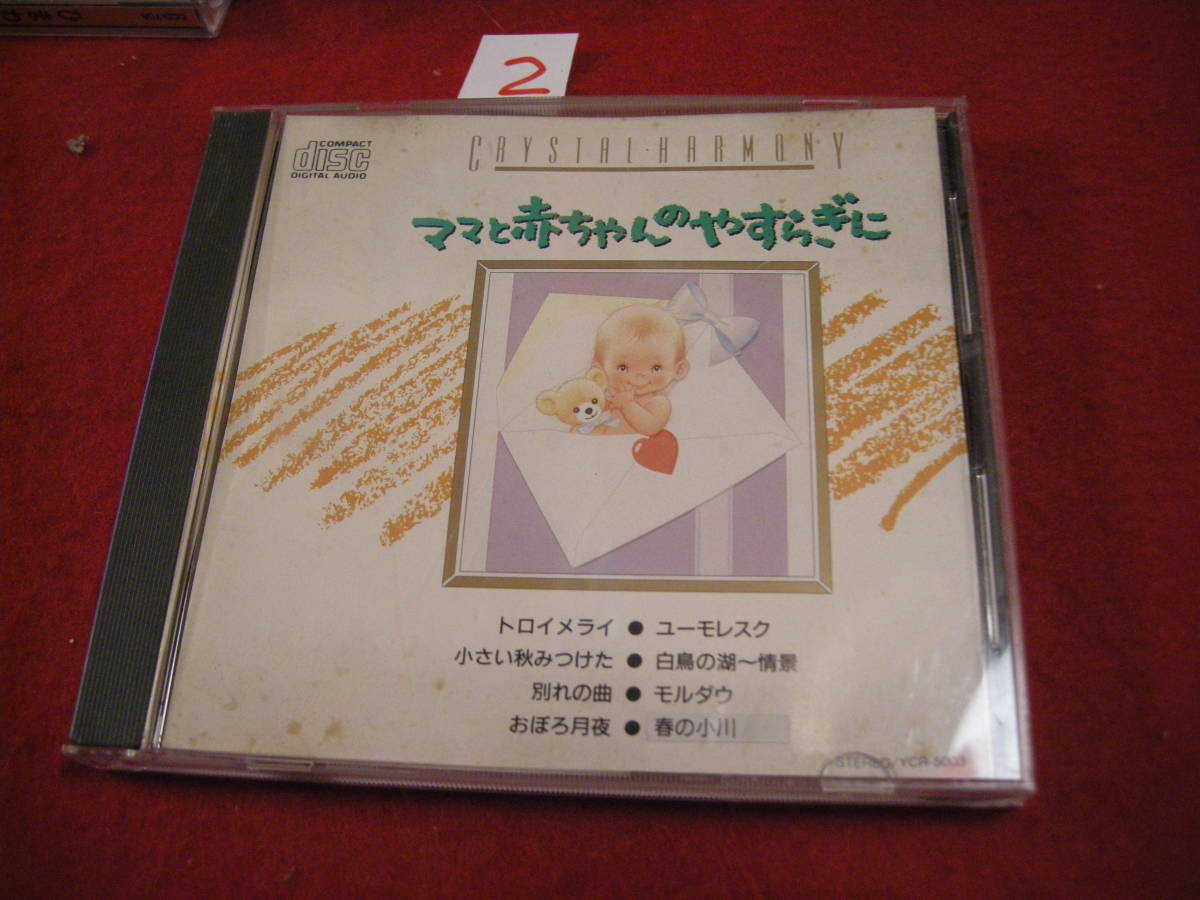 2
COMPACT
disc
DIGITAL AUDIO
CRYSTAL HARMONY
ママと赤ちゃんのやすらぎに
トロイメライ ● ユーモレスク
小さい秋みつけた ● 白鳥の湖〜情景
別れの曲 ● モルダウ
おぼろ月夜 ● 春の小川
STEREO/YCR-5003